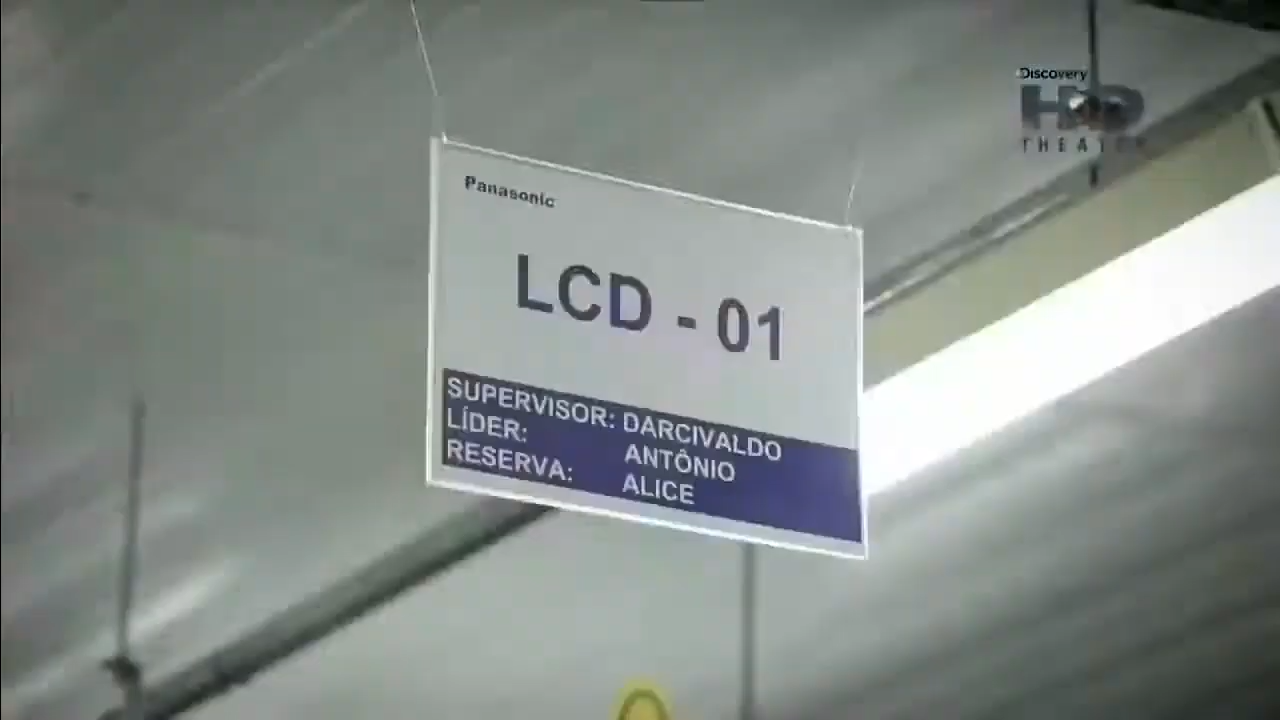 Discovery
HD
THEATER
Panasonic
LCD - 01
SUPERVISOR: DARCIVALDO
LÍDER: ANTÔNIO
RESERVA: ALICE